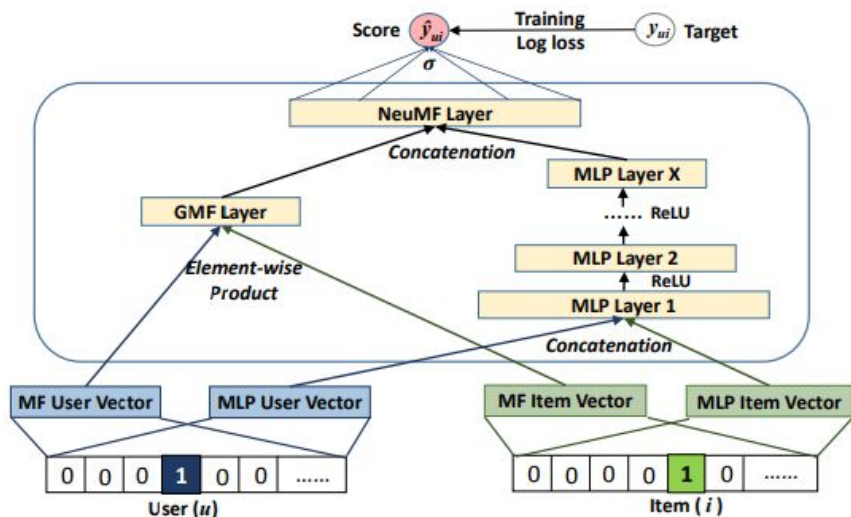 Score ŷui Training yui Target
Log loss
σ
NeuMF Layer
Concatenation
MLP Layer X
GMF Layer
...... ReLU
Element-wise
Product
MLP Layer 2
ReLU
MLP Layer 1
Concatenation
MF User Vector MLP User Vector MF Item Vector MLP Item Vector
0 0 0 1 0 0 ...... 0 0 0 0 1 0 ......
User (u) Item (i)